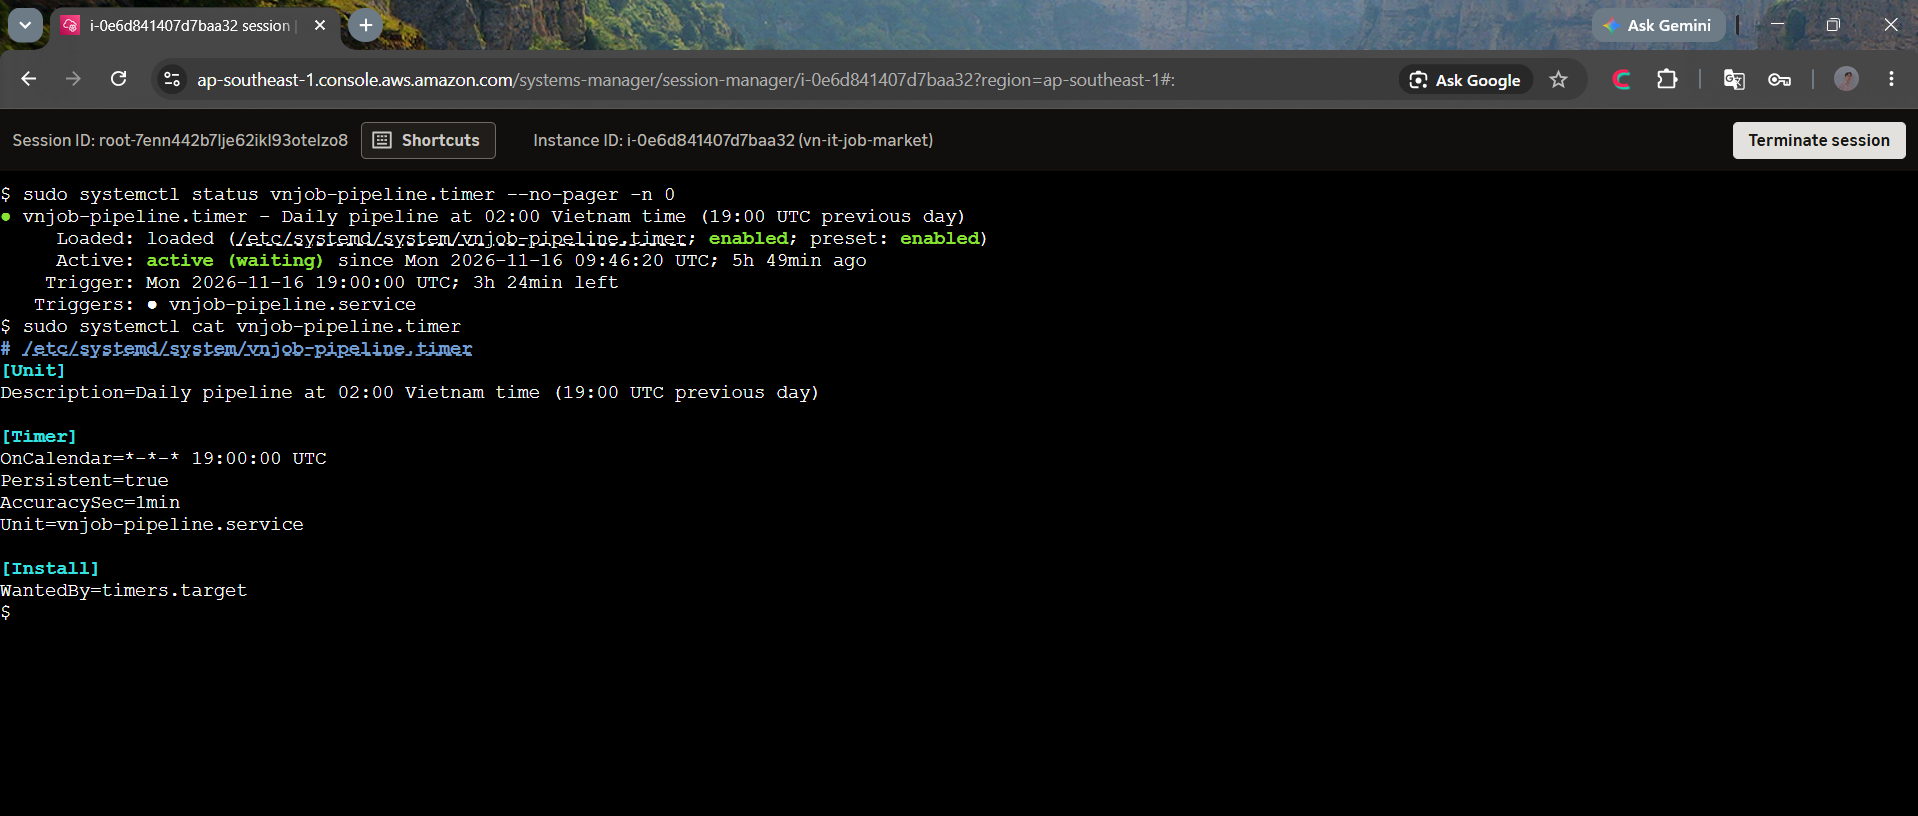 i-0e6d841407d7baa32 session
Ask Gemini
ap-southeast-1.console.aws.amazon.com/systems-manager/session-manager/i-0e6d841407d7baa32?region=ap-southeast-1#:
Ask Google
Session ID: root-7enn442b7lje62ikl93otelzo8
Shortcuts
Instance ID: i-0e6d841407d7baa32 (vn-it-job-market)
Terminate session
$ sudo systemctl status vnjob-pipeline.timer --no-pager -n 0
● vnjob-pipeline.timer - Daily pipeline at 02:00 Vietnam time (19:00 UTC previous day)
Loaded: loaded (/etc/systemd/system/vnjob-pipeline.timer; enabled; preset: enabled)
Active: active (waiting) since Mon 2026-11-16 09:46:20 UTC; 5h 49min ago
Trigger: Mon 2026-11-16 19:00:00 UTC; 3h 24min left
Triggers: ● vnjob-pipeline.service
$ sudo systemctl cat vnjob-pipeline.timer
# /etc/systemd/system/vnjob-pipeline.timer
[Unit]
Description=Daily pipeline at 02:00 Vietnam time (19:00 UTC previous day)
[Timer]
OnCalendar=*-*-* 19:00:00 UTC
Persistent=true
AccuracySec=1min
Unit=vnjob-pipeline.service
[Install]
WantedBy=timers.target
$